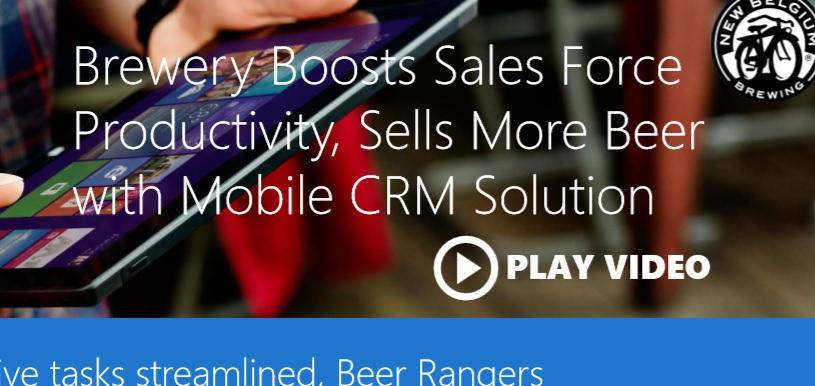 NEW BELGIUM
BREWING
Brewery Boosts Sales Force
Productivity, Sells More Beer
with Mobile CRM Solution
PLAY VIDEO
tasks streamlined, Beer Rangers